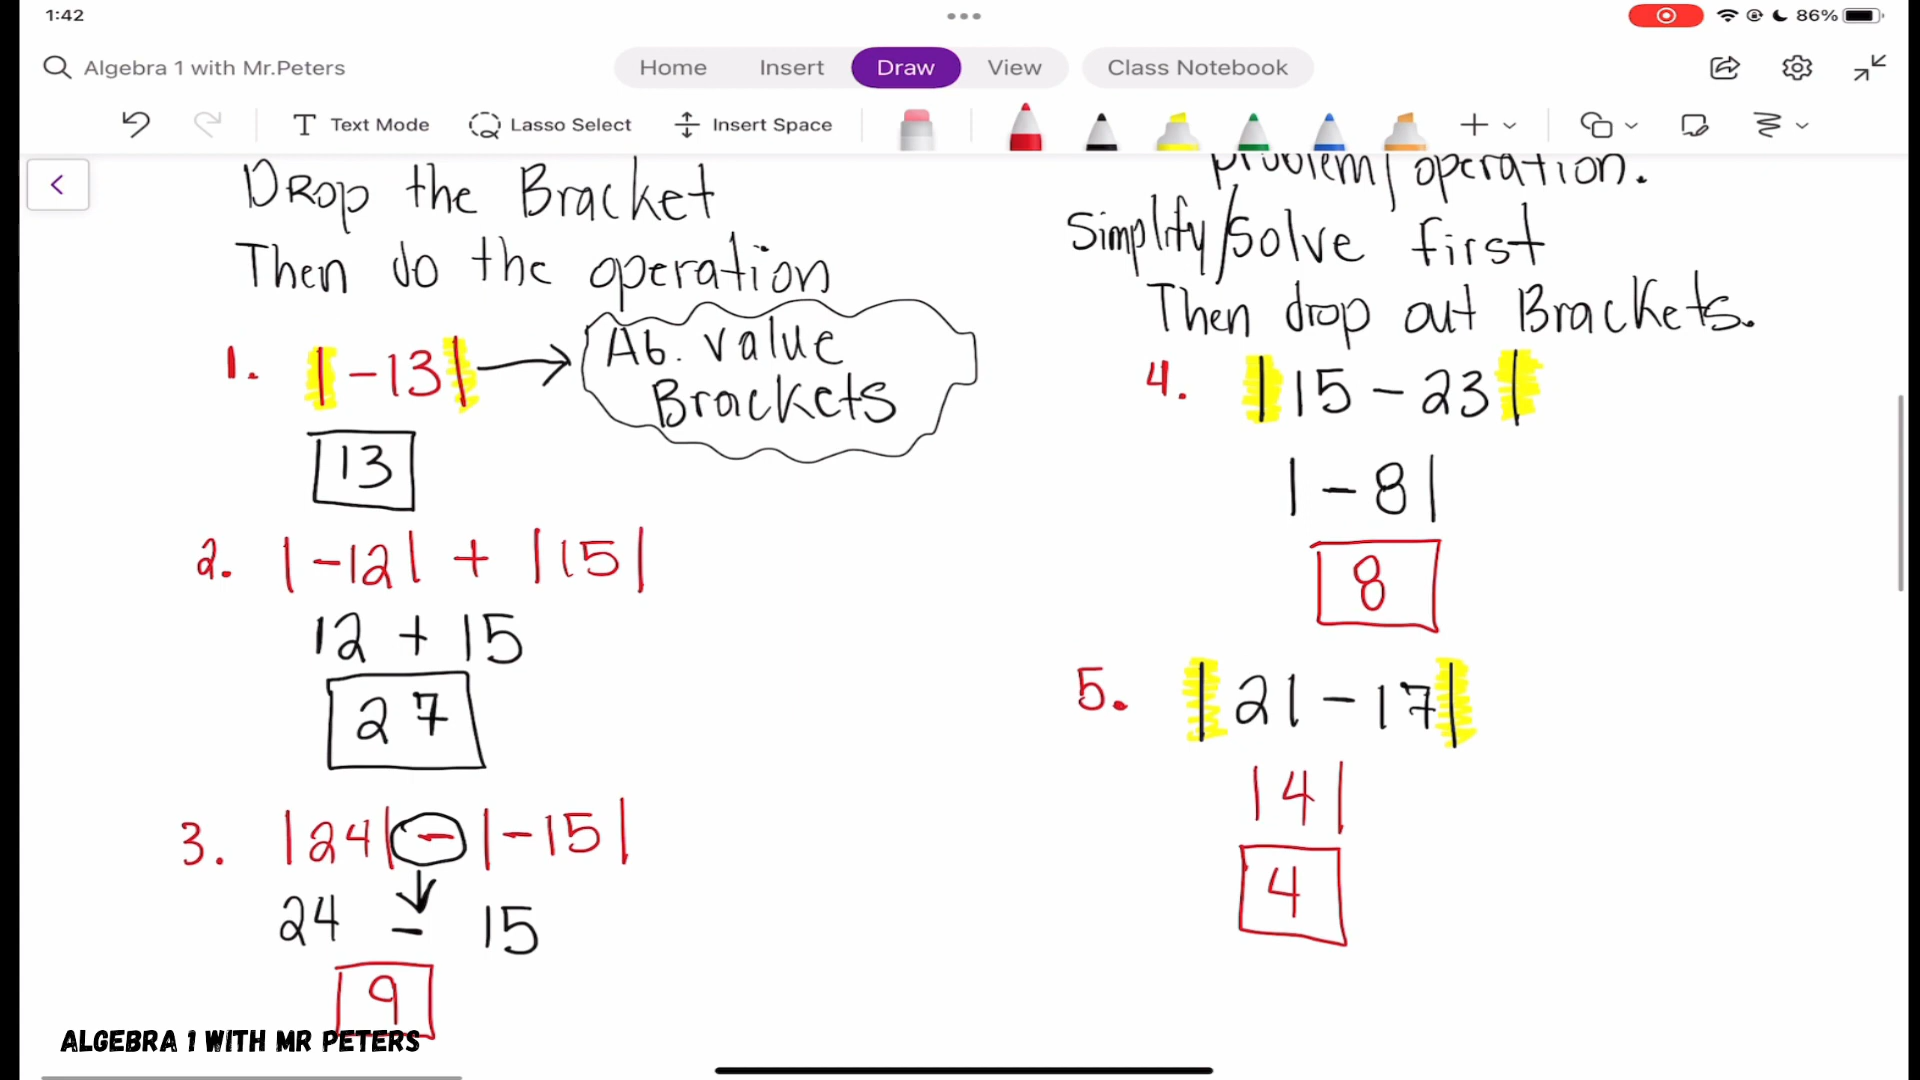 1:42
86%
Algebra 1 with Mr.Peters
Home Insert Draw View Class Notebook
Text Mode Lasso Select Insert Space
Drop the Bracket
Then do the operation
1. |-13| → Ab. value Brackets
13
2. |-12| + |15|
12 + 15
27
3. |24| - |-15|
24 - 15
9
problem/operation.
Simplify/Solve first
Then drop out Brackets.
4. |15 - 23|
|-8|
8
5. |21 - 17|
|4|
4
ALGEBRA 1 WITH MR PETERS